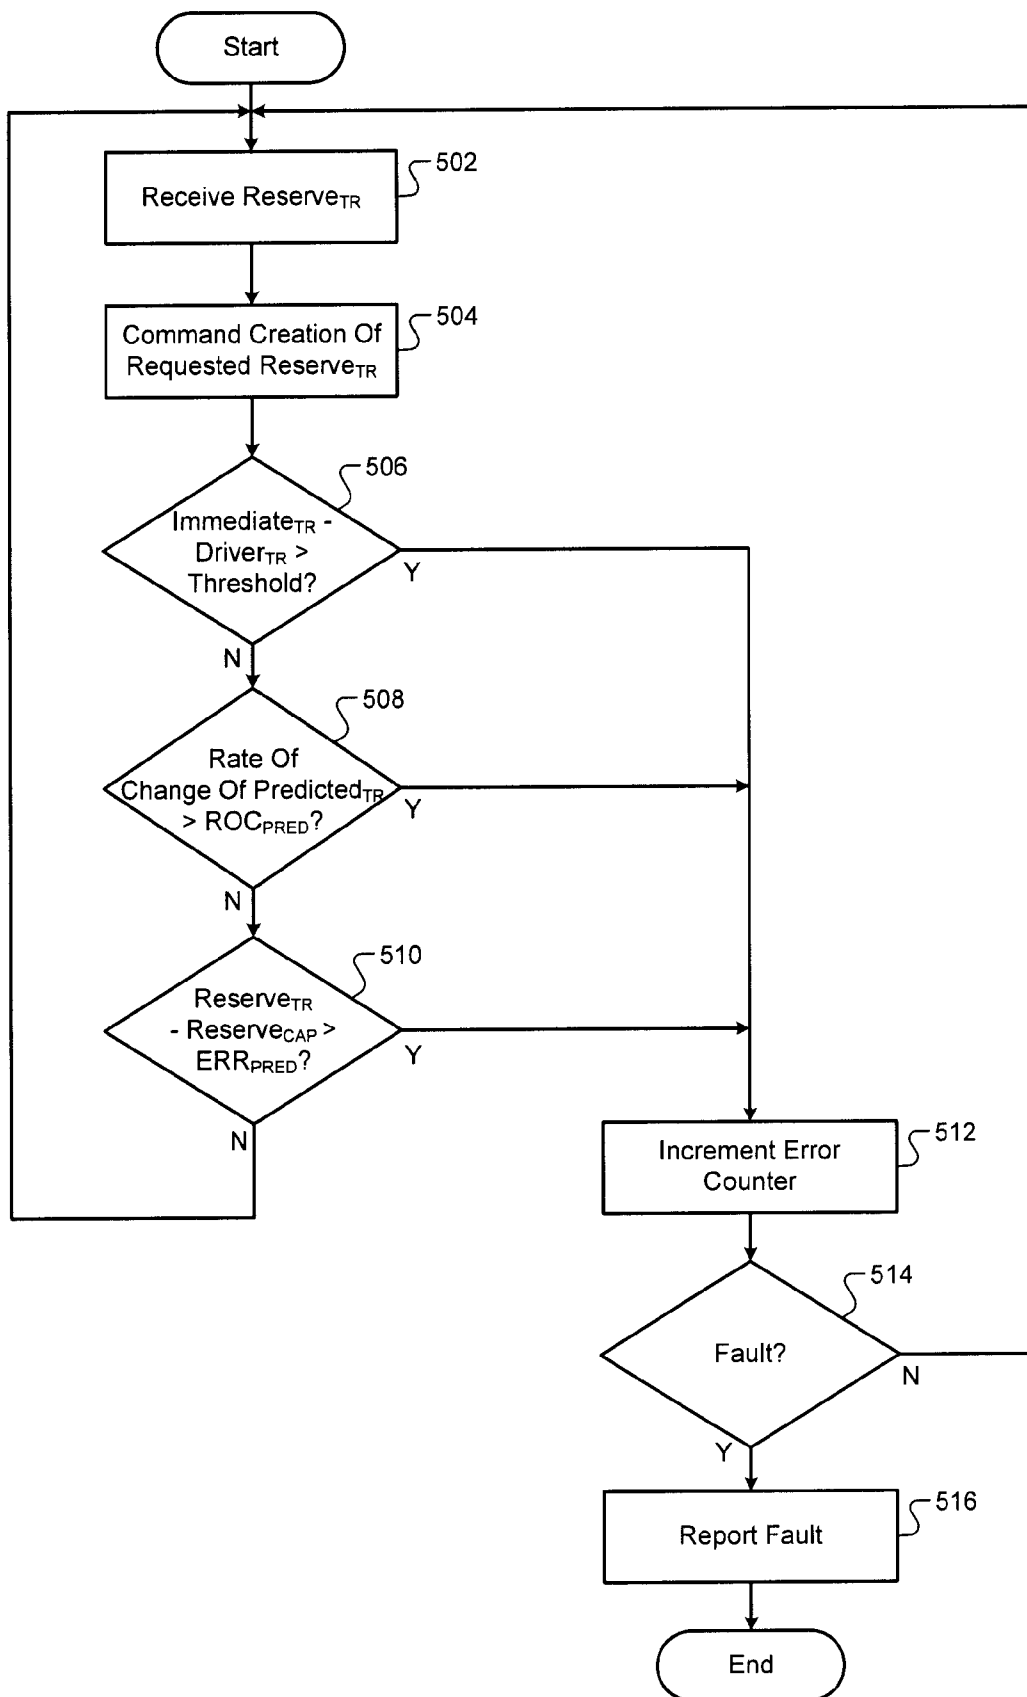 Start
502
Receive ReserveTR
504
Command Creation Of
Requested ReserveTR
506
ImmediateTR -
DriverTR >
Threshold?
Y
N
508
Rate Of
Change Of PredictedTR
> ROCPRED?
Y
N
510
ReserveTR
- ReserveCAP >
ERRPRED?
Y
N
512
Increment Error
Counter
514
Fault?
N
Y
516
Report Fault
End